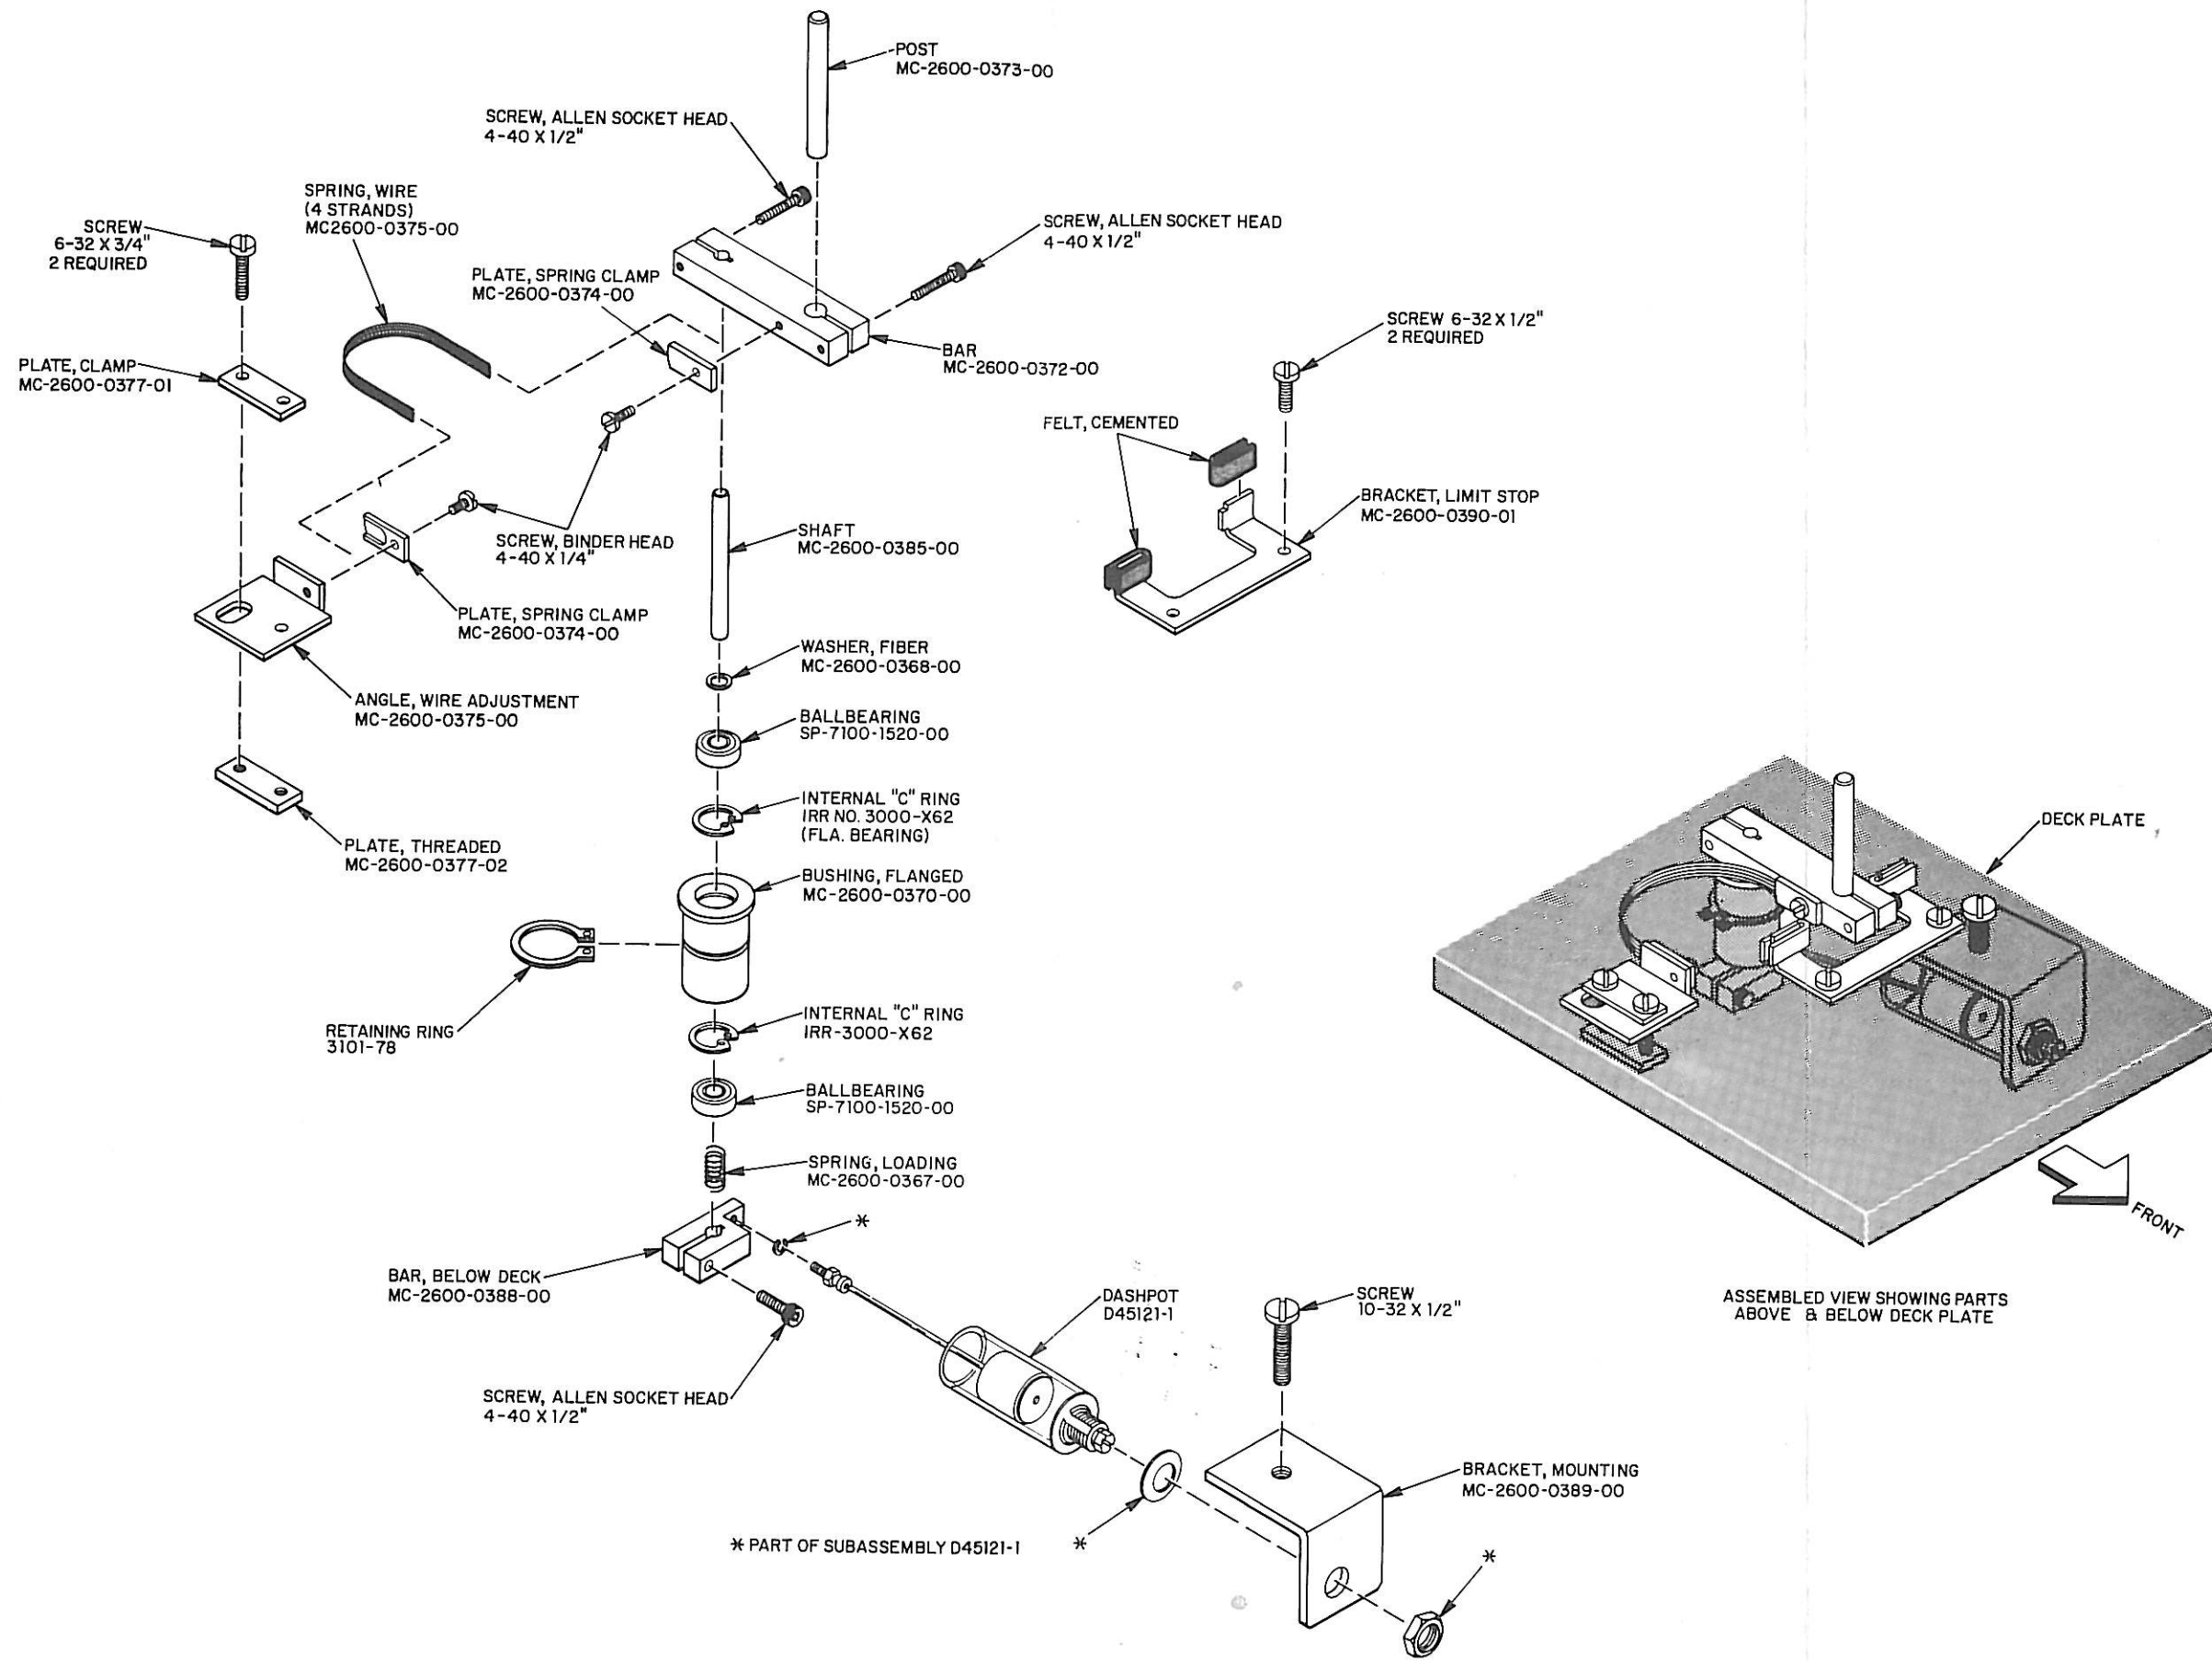 POST
MC-2600-0373-00
SCREW, ALLEN SOCKET HEAD
4-40 X 1/2"
SPRING, WIRE
(4 STRANDS)
MC2600-0375-00
SCREW
6-32 X 3/4"
2 REQUIRED
SCREW, ALLEN SOCKET HEAD
4-40 X 1/2"
PLATE, SPRING CLAMP
MC-2600-0374-00
SCREW 6-32 X 1/2"
2 REQUIRED
PLATE, CLAMP
MC-2600-0377-01
BAR
MC-2600-0372-00
FELT, CEMENTED
BRACKET, LIMIT STOP
MC-2600-0390-01
SHAFT
MC-2600-0385-00
SCREW, BINDER HEAD
4-40 X 1/4"
PLATE, SPRING CLAMP
MC-2600-0374-00
WASHER, FIBER
MC-2600-0368-00
ANGLE, WIRE ADJUSTMENT
MC-2600-0375-00
BALLBEARING
SP-7100-1520-00
INTERNAL "C" RING
IRR NO. 3000-X62
(FLA. BEARING)
DECK PLATE
PLATE, THREADED
MC-2600-0377-02
BUSHING, FLANGED
MC-2600-0370-00
RETAINING RING
3101-78
INTERNAL "C" RING
IRR-3000-X62
BALLBEARING
SP-7100-1520-00
SPRING, LOADING
MC-2600-0367-00
*
FRONT
BAR, BELOW DECK
MC-2600-0388-00
DASHPOT
D45121-1
SCREW
10-32 X 1/2"
ASSEMBLED VIEW SHOWING PARTS
ABOVE & BELOW DECK PLATE
SCREW, ALLEN SOCKET HEAD
4-40 X 1/2"
BRACKET, MOUNTING
MC-2600-0389-00
* PART OF SUBASSEMBLY D45121-1
*
*